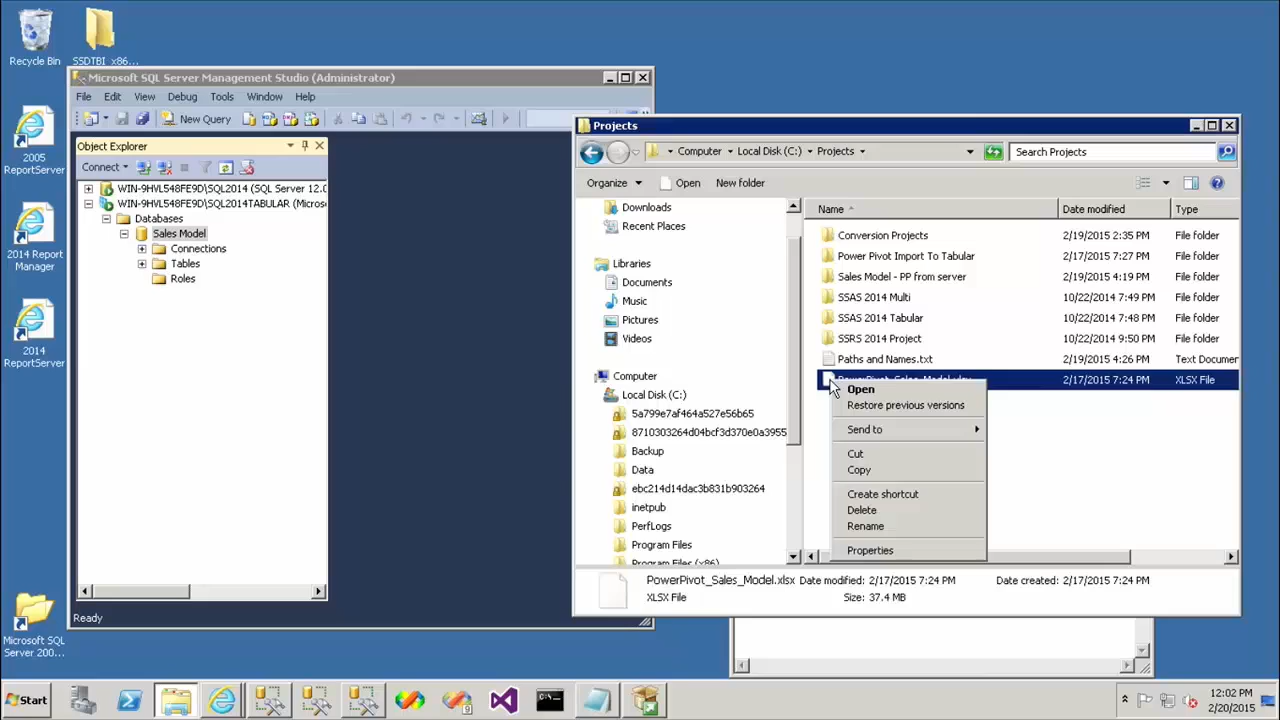 Recycle Bin
SSDTBI_x86...
2005
ReportServer
2014 Report
Manager
2014
ReportServer
Microsoft SQL
Server 200...
Microsoft SQL Server Management Studio (Administrator)
File Edit View Debug Tools Window Help
New Query
Object Explorer
Connect
WIN-9HVL548FE9D\SQL2014 (SQL Server 12.0
WIN-9HVL548FE9D\SQL2014TABULAR (Micros
Databases
Sales Model
Connections
Tables
Roles
Ready
Projects
Computer Local Disk (C:) Projects
Search Projects
Organize Open New folder
Downloads
Recent Places
Libraries
Documents
Music
Pictures
Videos
Computer
Local Disk (C:)
5a799e7af464a527e56b65
8710303264d04bcf3d370e0a3955
Backup
Data
ebc214d14dac3b831b903264
inetpub
PerfLogs
Program Files
Program Files (x86)
Name Date modified Type
Conversion Projects 2/19/2015 2:35 PM File folder
Power Pivot Import To Tabular 2/17/2015 7:27 PM File folder
Sales Model - PP from server 2/19/2015 4:19 PM File folder
SSAS 2014 Multi 10/22/2014 7:49 PM File folder
SSAS 2014 Tabular 10/22/2014 7:48 PM File folder
SSRS 2014 Project 10/22/2014 9:50 PM File folder
Paths and Names.txt 2/19/2015 4:26 PM Text Documen
PowerPivot_Sales_Model.xlsx 2/17/2015 7:24 PM XLSX File
Open
Restore previous versions
Send to
Cut
Copy
Create shortcut
Delete
Rename
Properties
PowerPivot_Sales_Model.xlsx Date modified: 2/17/2015 7:24 PM Date created: 2/17/2015 7:24 PM
XLSX File Size: 37.4 MB
Start
12:02 PM
2/20/2015